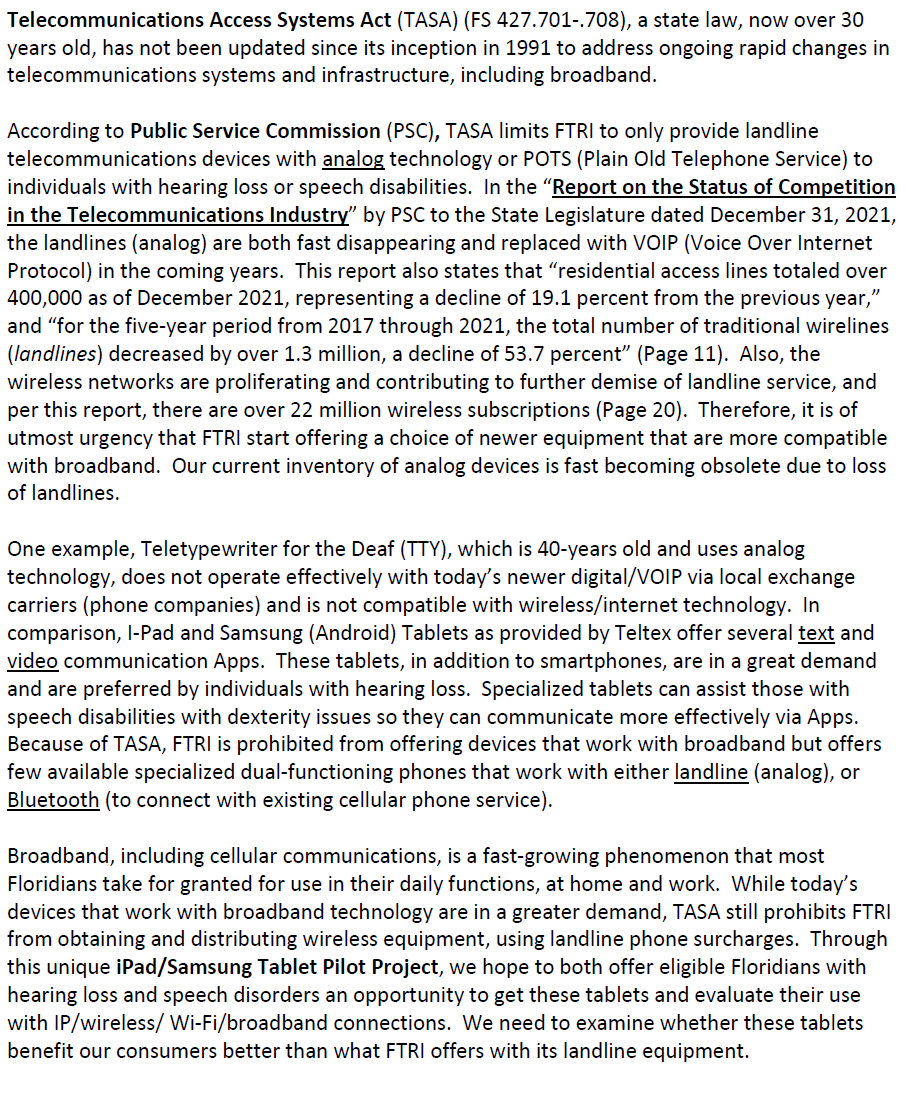 Telecommunications Access Systems Act (TASA) (FS 427.701-.708), a state law, now over 30
years old, has not been updated since its inception in 1991 to address ongoing rapid changes in
telecommunications systems and infrastructure, including broadband.
According to Public Service Commission (PSC), TASA limits FTRI to only provide landline
telecommunications devices with analog technology or POTS (Plain Old Telephone Service) to
individuals with hearing loss or speech disabilities.  In the “Report on the Status of Competition
in the Telecommunications Industry” by PSC to the State Legislature dated December 31, 2021,
the landlines (analog) are both fast disappearing and replaced with VOIP (Voice Over Internet
Protocol) in the coming years.  This report also states that “residential access lines totaled over
400,000 as of December 2021, representing a decline of 19.1 percent from the previous year,”
and “for the five-year period from 2017 through 2021, the total number of traditional wirelines
(landlines) decreased by over 1.3 million, a decline of 53.7 percent” (Page 11).  Also, the
wireless networks are proliferating and contributing to further demise of landline service, and
per this report, there are over 22 million wireless subscriptions (Page 20).  Therefore, it is of
utmost urgency that FTRI start offering a choice of newer equipment that are more compatible
with broadband.  Our current inventory of analog devices is fast becoming obsolete due to loss
of landlines.
One example, Teletypewriter for the Deaf (TTY), which is 40-years old and uses analog
technology, does not operate effectively with today’s newer digital/VOIP via local exchange
carriers (phone companies) and is not compatible with wireless/internet technology.  In
comparison, I-Pad and Samsung (Android) Tablets as provided by Teltex offer several text and
video communication Apps.  These tablets, in addition to smartphones, are in a great demand
and are preferred by individuals with hearing loss.  Specialized tablets can assist those with
speech disabilities with dexterity issues so they can communicate more effectively via Apps.
Because of TASA, FTRI is prohibited from offering devices that work with broadband but offers
few available specialized dual-functioning phones that work with either landline (analog), or
Bluetooth (to connect with existing cellular phone service).
Broadband, including cellular communications, is a fast-growing phenomenon that most
Floridians take for granted for use in their daily functions, at home and work.  While today’s
devices that work with broadband technology are in a greater demand, TASA still prohibits FTRI
from obtaining and distributing wireless equipment, using landline phone surcharges.  Through
this unique iPad/Samsung Tablet Pilot Project, we hope to both offer eligible Floridians with
hearing loss and speech disorders an opportunity to get these tablets and evaluate their use
with IP/wireless/ Wi-Fi/broadband connections.  We need to examine whether these tablets
benefit our consumers better than what FTRI offers with its landline equipment.